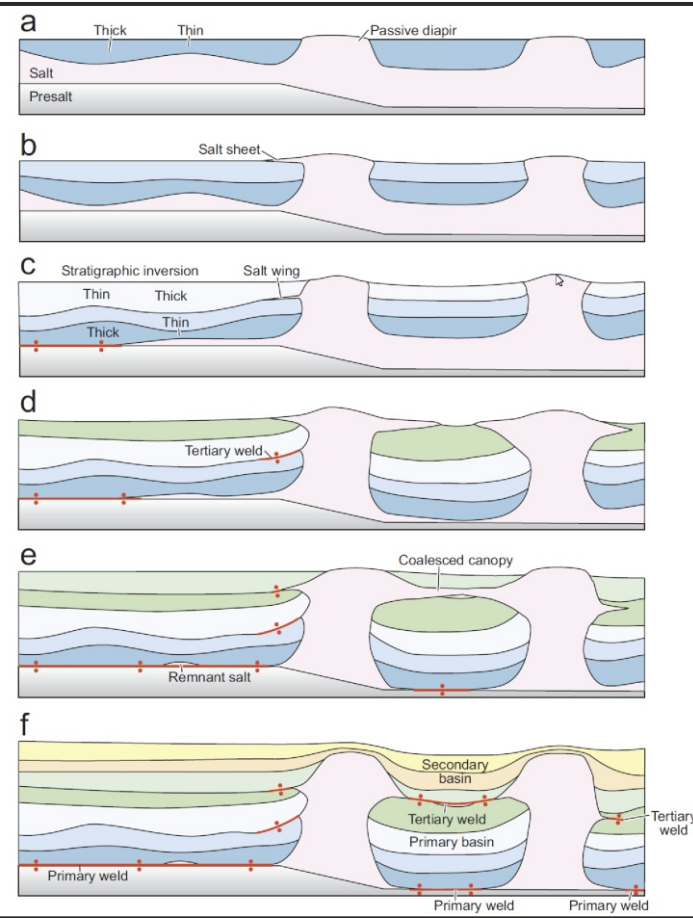 a
Thick
Thin
Passive diapir
Salt
Presalt
b
Salt sheet
c
Stratigraphic inversion
Salt wing
Thin
Thick
Thin
Thick
d
Tertiary weld
e
Coalesced canopy
Remnant salt
f
Secondary
basin
Tertiary weld
Tertiary
weld
Primary basin
Primary weld
Primary weld
Primary weld